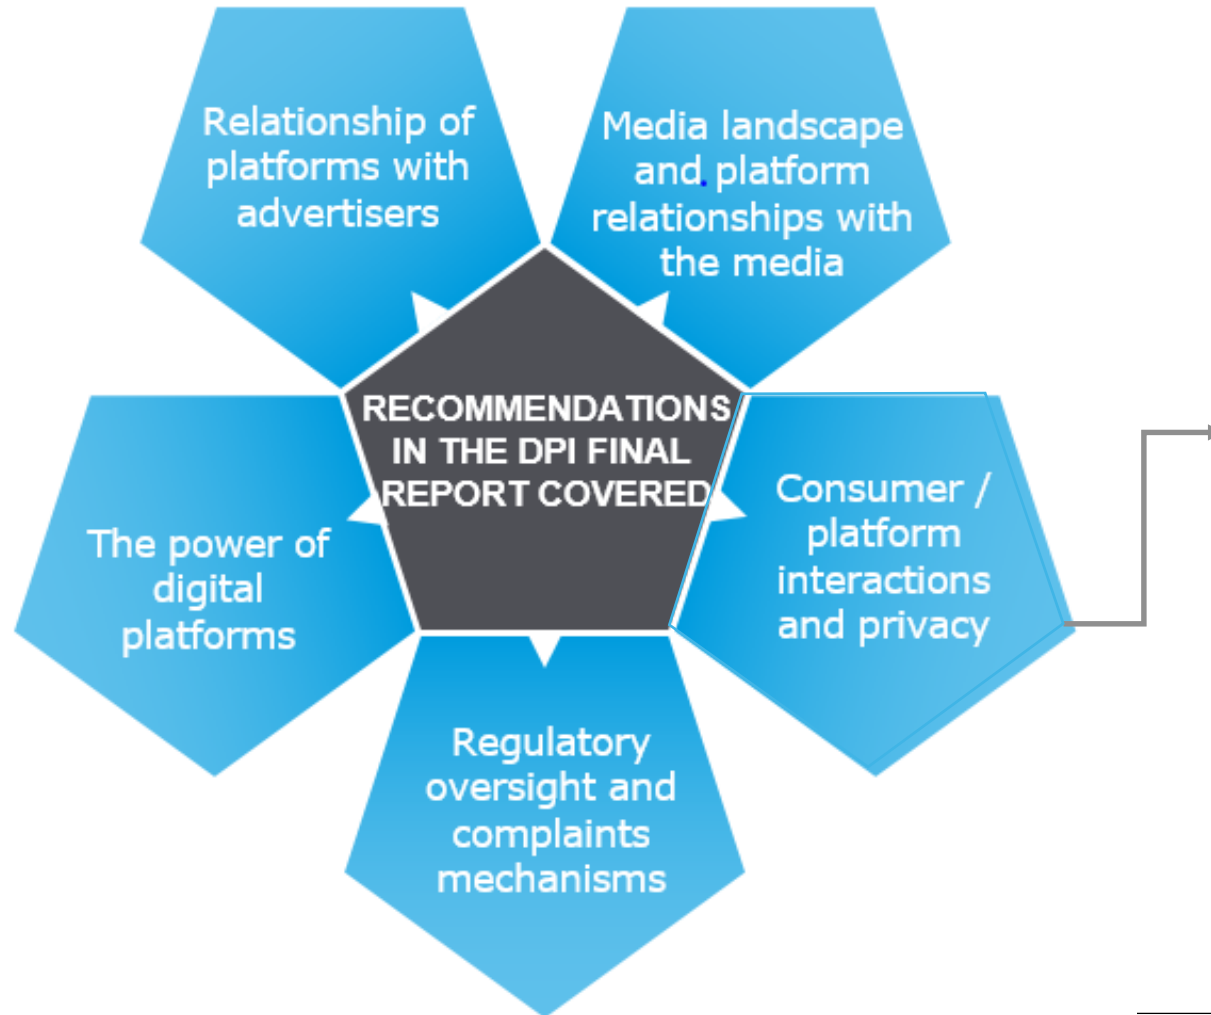 Relationship of
platforms with
advertisers
Media landscape
and platform
relationships with
the media
RECOMMENDATIONS
IN THE DPI FINAL
REPORT COVERED
The power of
digital
platforms
Consumer /
platform
interactions
and privacy
Regulatory
oversight and
complaints
mechanisms